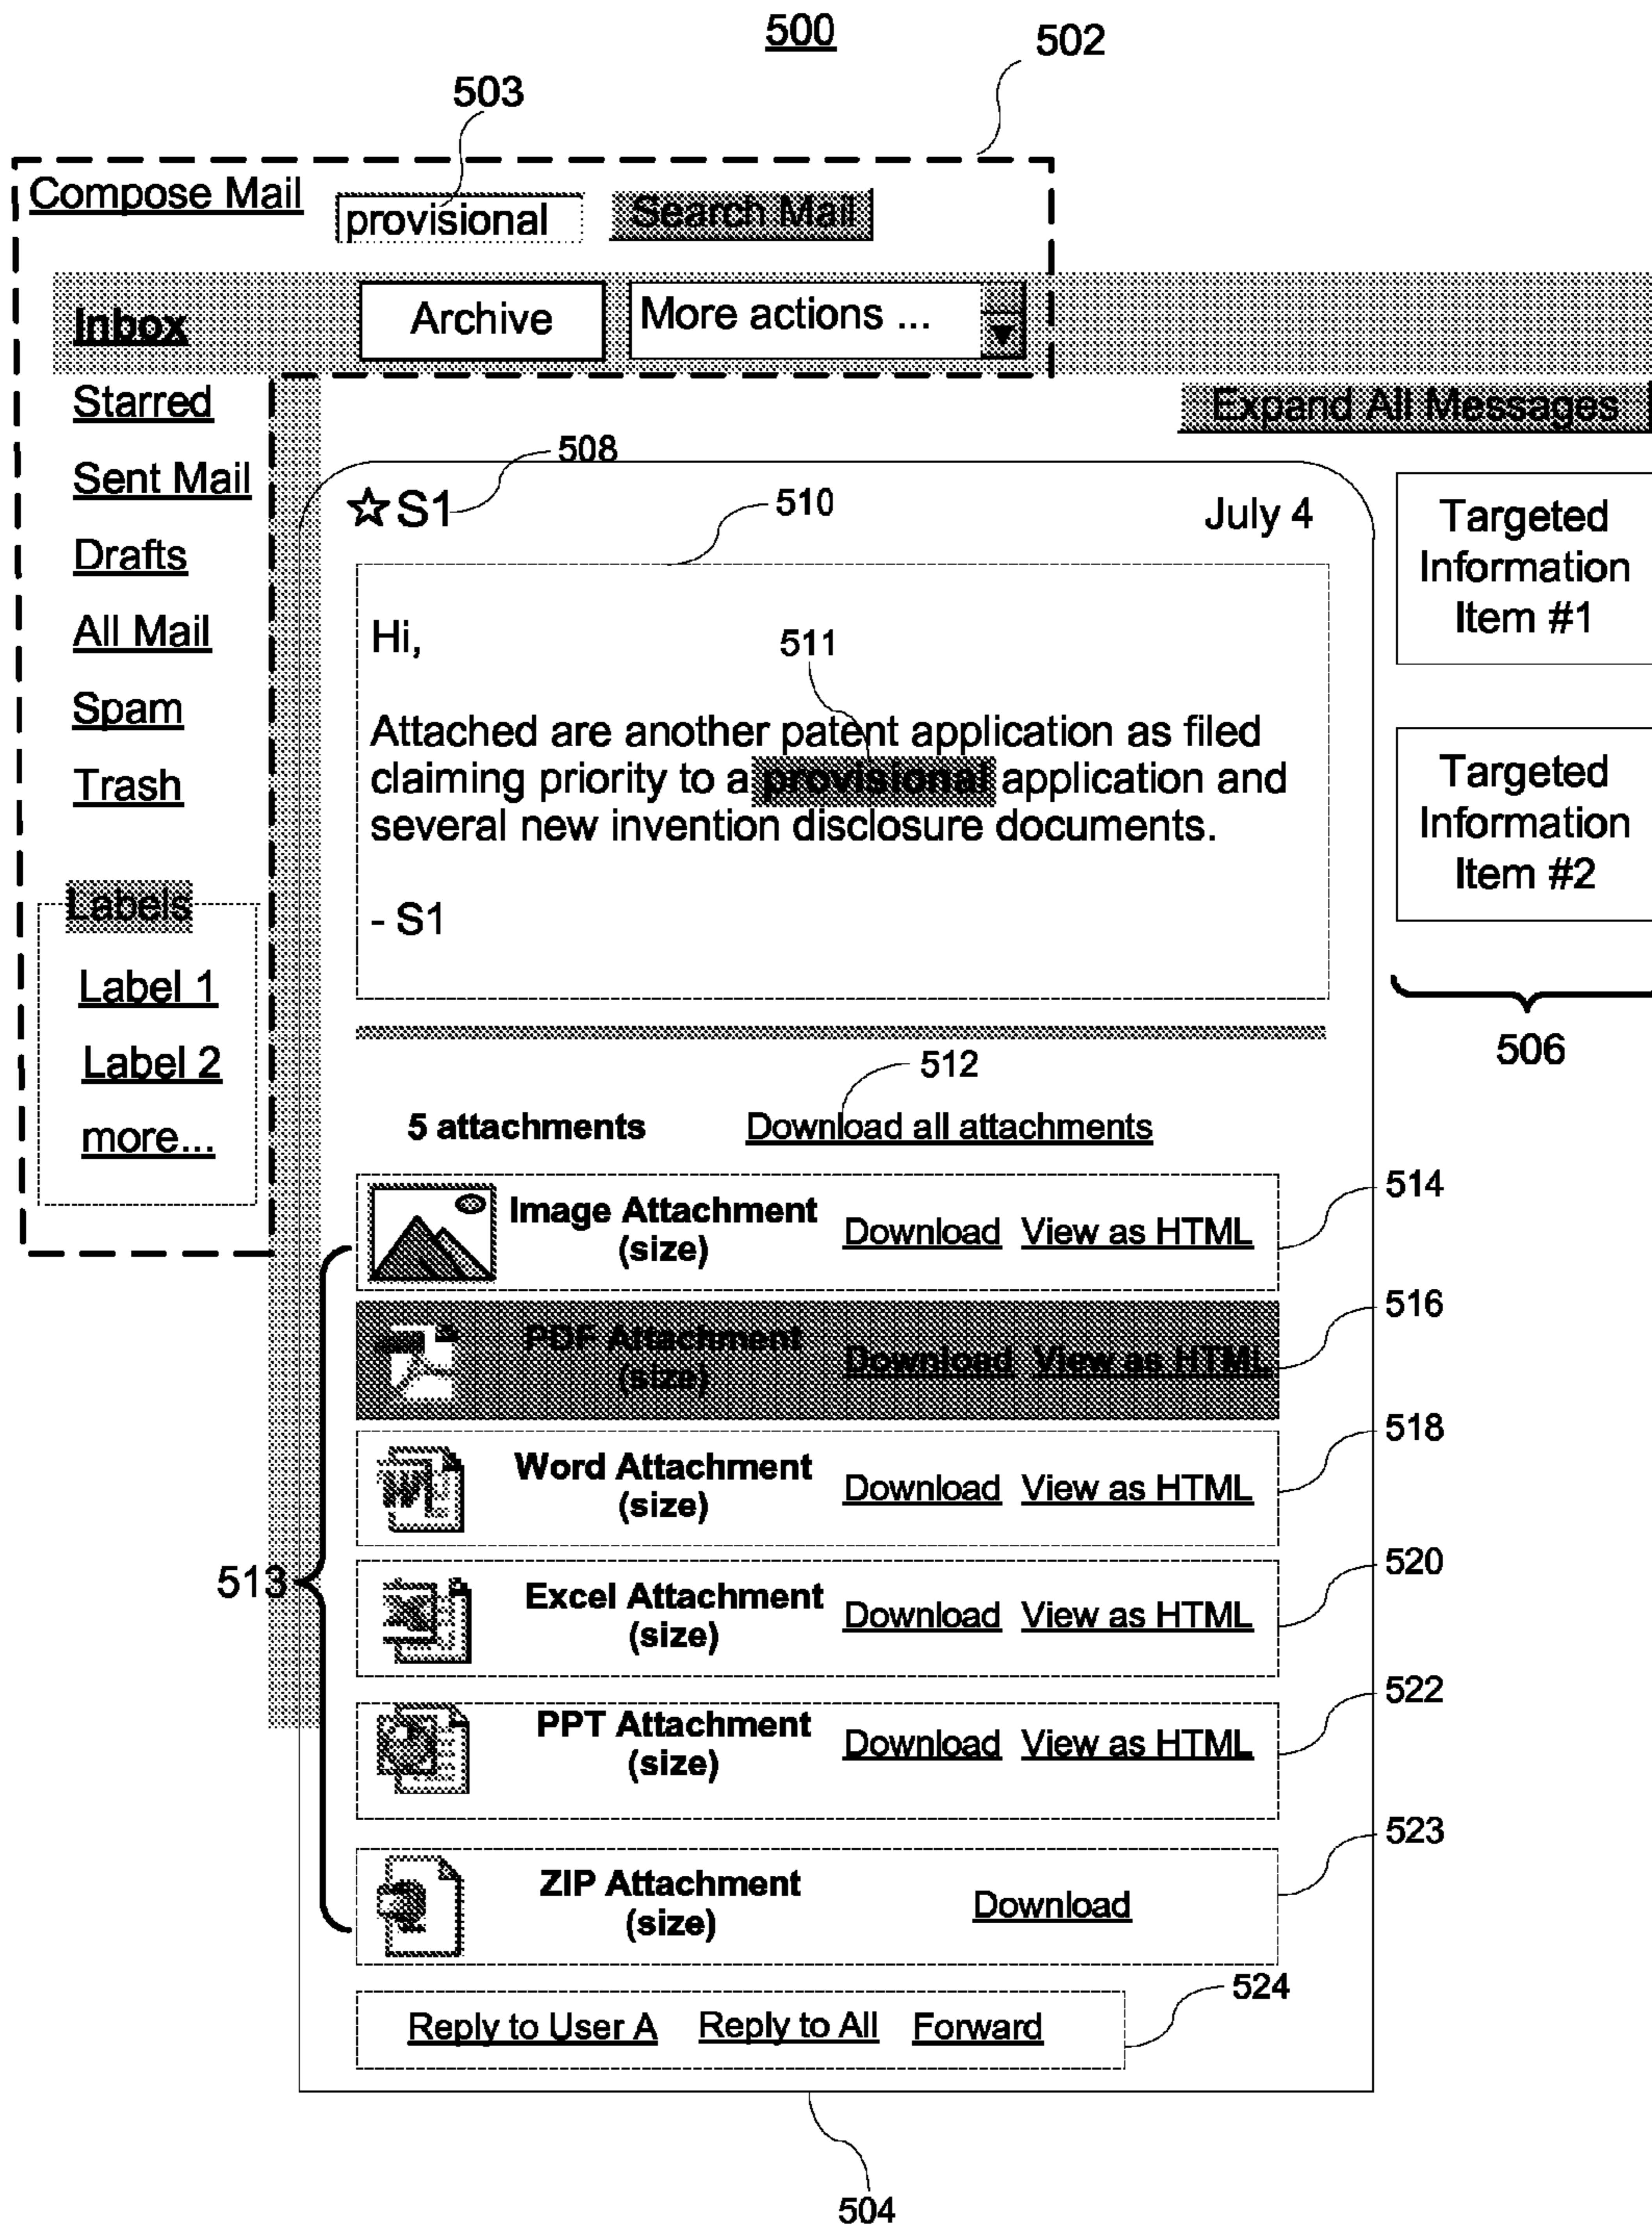 500
502
503
Compose Mail
provisional
Search Mail
Inbox
Archive
More actions ...
Starred
Sent Mail
Drafts
All Mail
Spam
Trash
Labels
Label 1
Label 2
more...
Expand All Messages
508
S1
510
July 4
Hi,
511
Attached are another patent application as filed
claiming priority to a provisional application and
several new invention disclosure documents.
- S1
Targeted
Information
Item #1
Targeted
Information
Item #2
506
512
5 attachments Download all attachments
513
Image Attachment
(size)
Download View as HTML
514
PDF Attachment
(size)
Download View as HTML
516
Word Attachment
(size)
Download View as HTML
518
Excel Attachment
(size)
Download View as HTML
520
PPT Attachment
(size)
Download View as HTML
522
ZIP Attachment
(size)
Download
523
Reply to User A Reply to All Forward
524
504